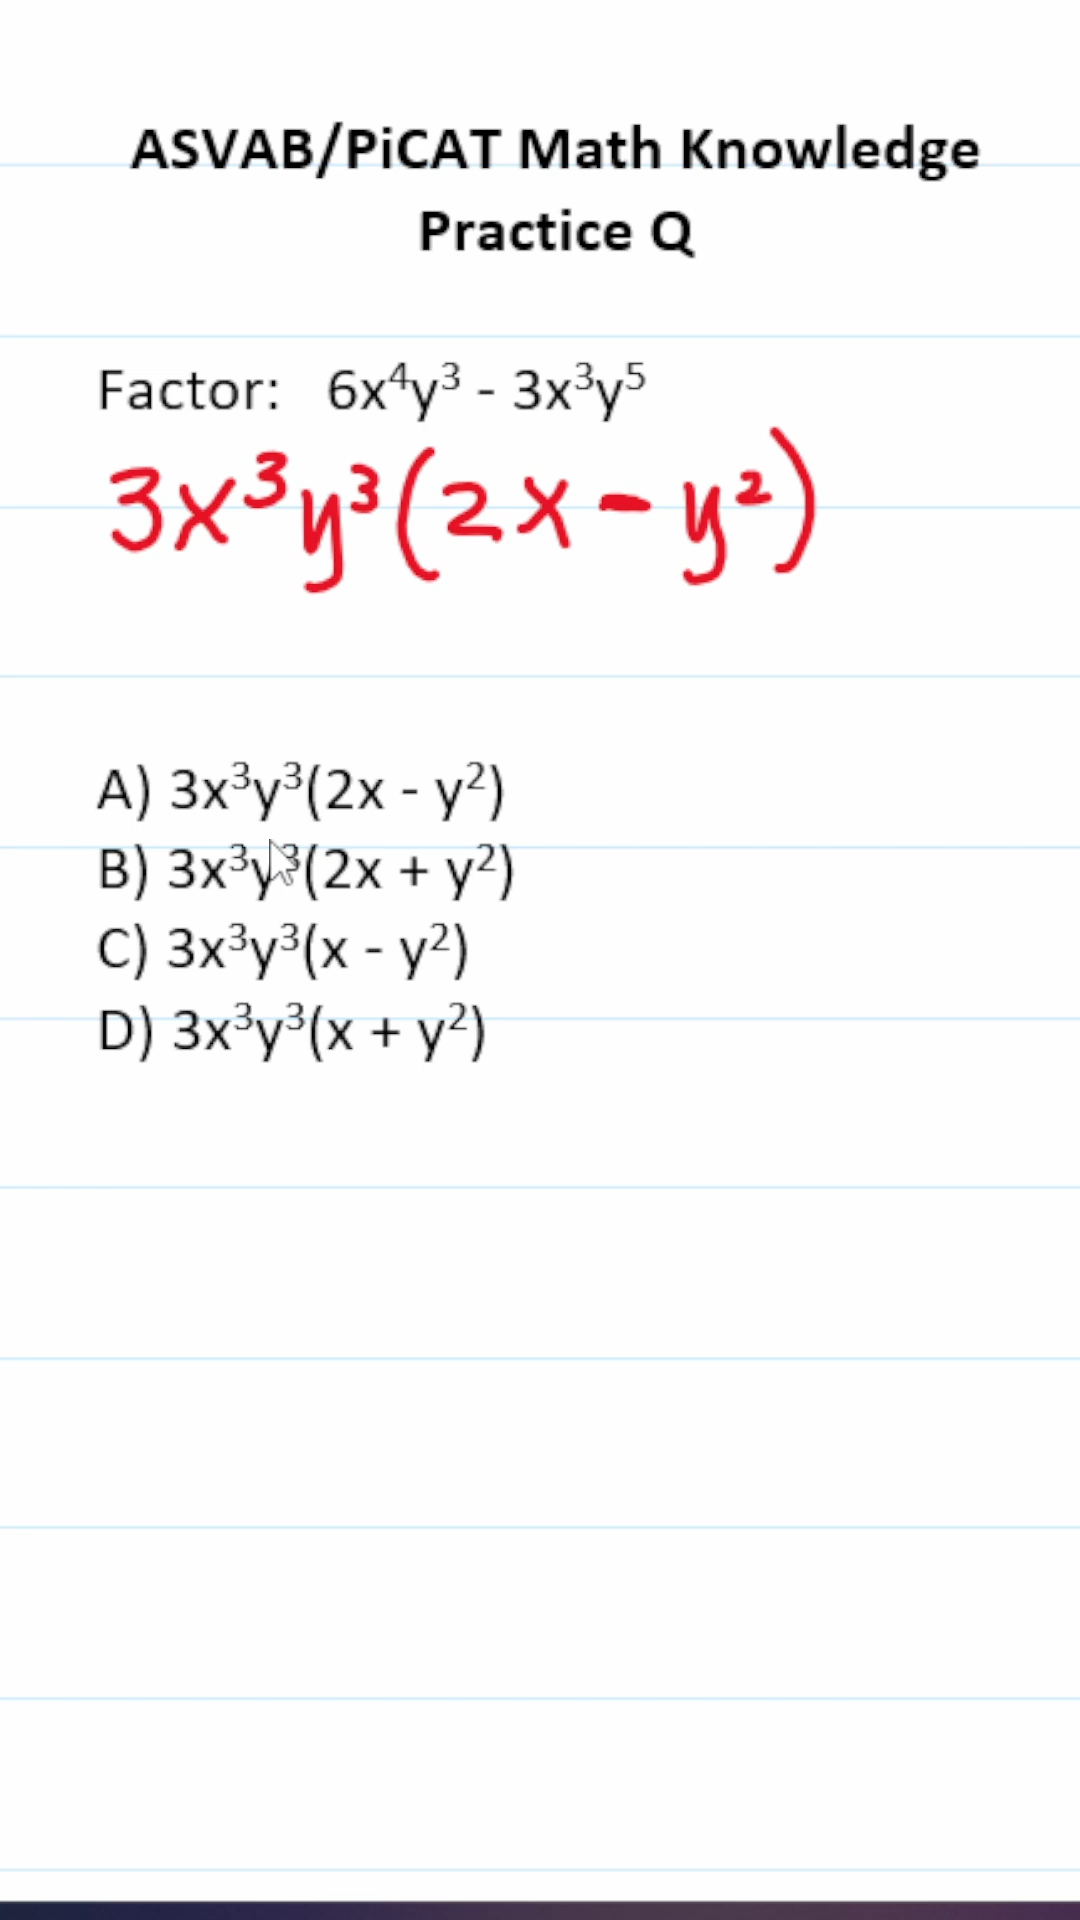 ASVAB/PiCAT Math Knowledge
Practice Q
Factor: 6x⁴y³ - 3x³y⁵
3x³y³(2x - y²)
A) 3x³y³(2x - y²)
B) 3x³y³(2x + y²)
C) 3x³y³(x - y²)
D) 3x³y³(x + y²)